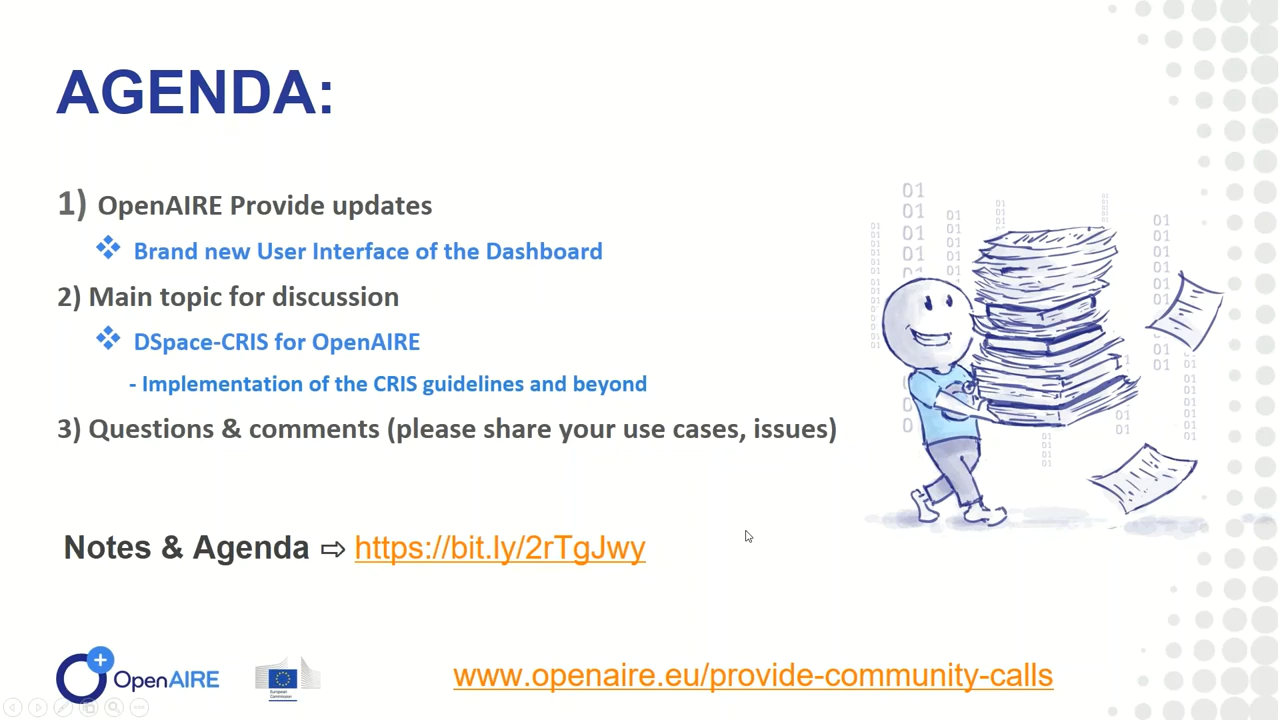 AGENDA:
1) OpenAIRE Provide updates
❖ Brand new User Interface of the Dashboard
2) Main topic for discussion
❖ DSpace-CRIS for OpenAIRE
- Implementation of the CRIS guidelines and beyond
3) Questions & comments (please share your use cases, issues)
Notes & Agenda ⇨ https://bit.ly/2rTgJwy
OpenAIRE
European
Commission
www.openaire.eu/provide-community-calls